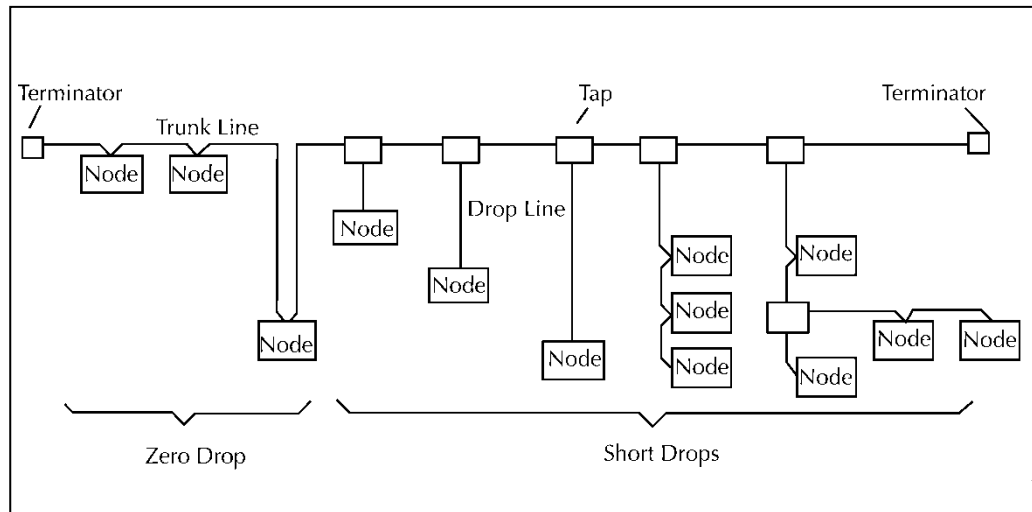 Terminator
Tap
Terminator
Trunk Line
Node
Node
Drop Line
Node
Node
Node
Node
Node
Node
Node
Node
Node
Node
Node
Node
Zero Drop
Short Drops